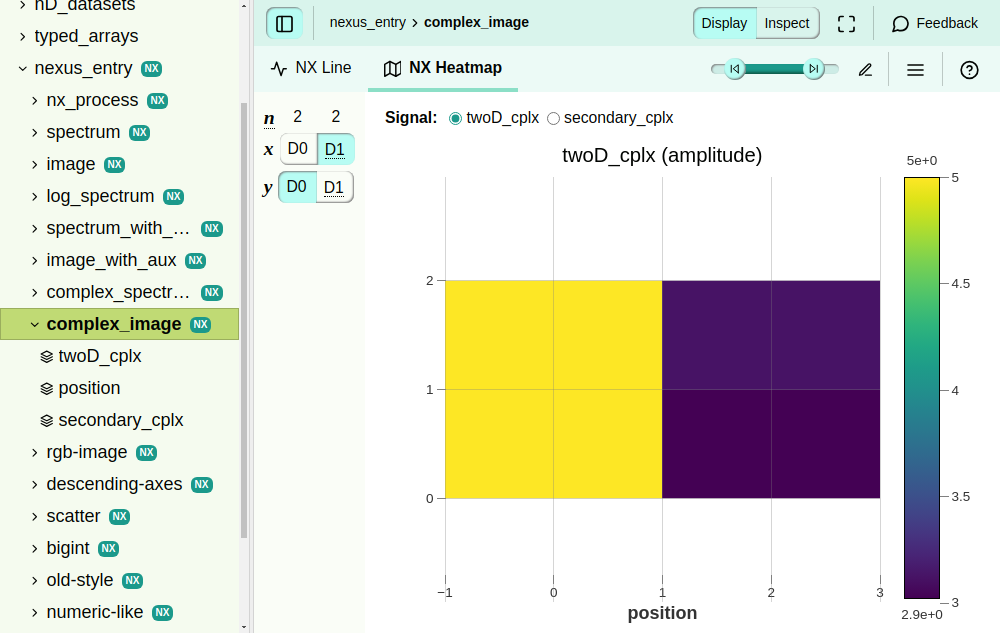 nD_datasets
typed_arrays
nexus_entry NX
nx_process NX
spectrum NX
image NX
log_spectrum NX
spectrum_with_... NX
image_with_aux NX
complex_spectr... NX
complex_image NX
twoD_cplx
position
secondary_cplx
rgb-image NX
descending-axes NX
scatter NX
bigint NX
old-style NX
numeric-like NX
nexus_entry > complex_image
Display Inspect
Feedback
NX Line NX Heatmap
n 2 2
x D0 D1
y D0 D1
Signal: twoD_cplx secondary_cplx
twoD_cplx (amplitude)
2
1
0
−1 0 1 2 3
position
5e+0
5
4.5
4
3.5
3
2.9e+0